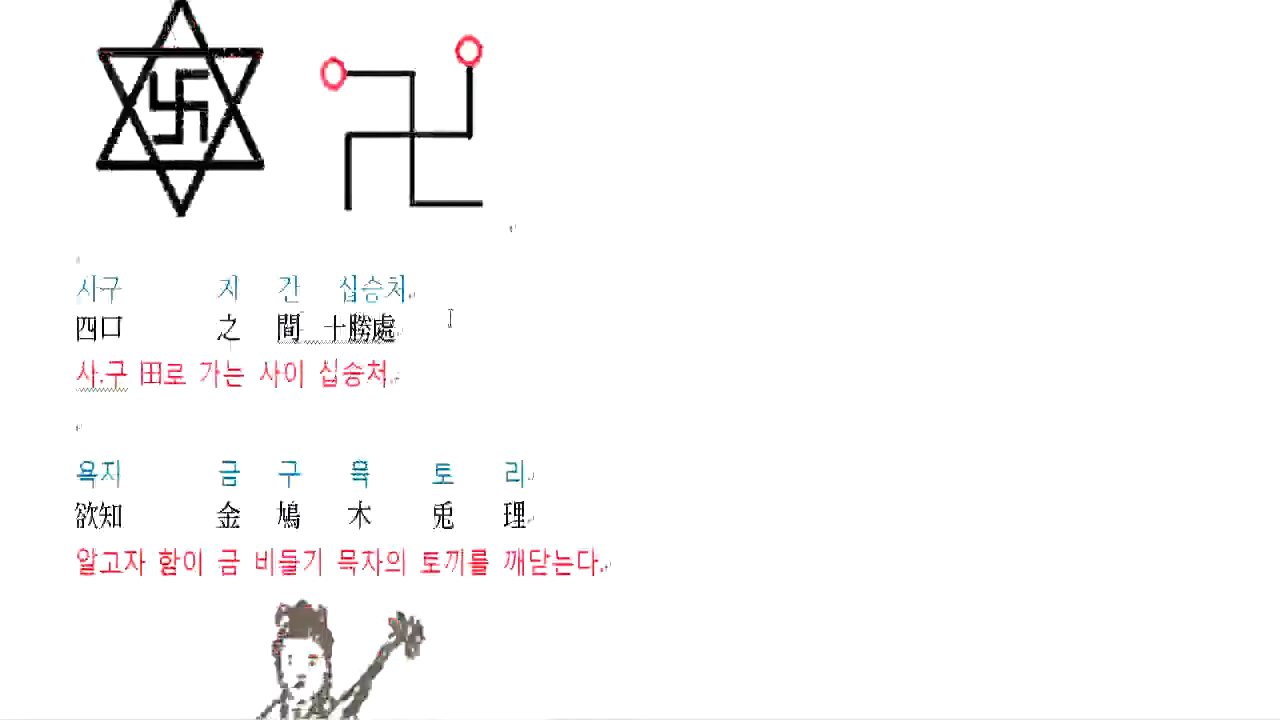 사구 지 간 십승처
四口 之 間 十勝處
사.구 田로 가는 사이 십승처.
욕지 금 구 목 토 리
欲知 金 鳩 木 兎 理
알고자 함이 금 비들기 목자의 토끼를 깨닫는다.